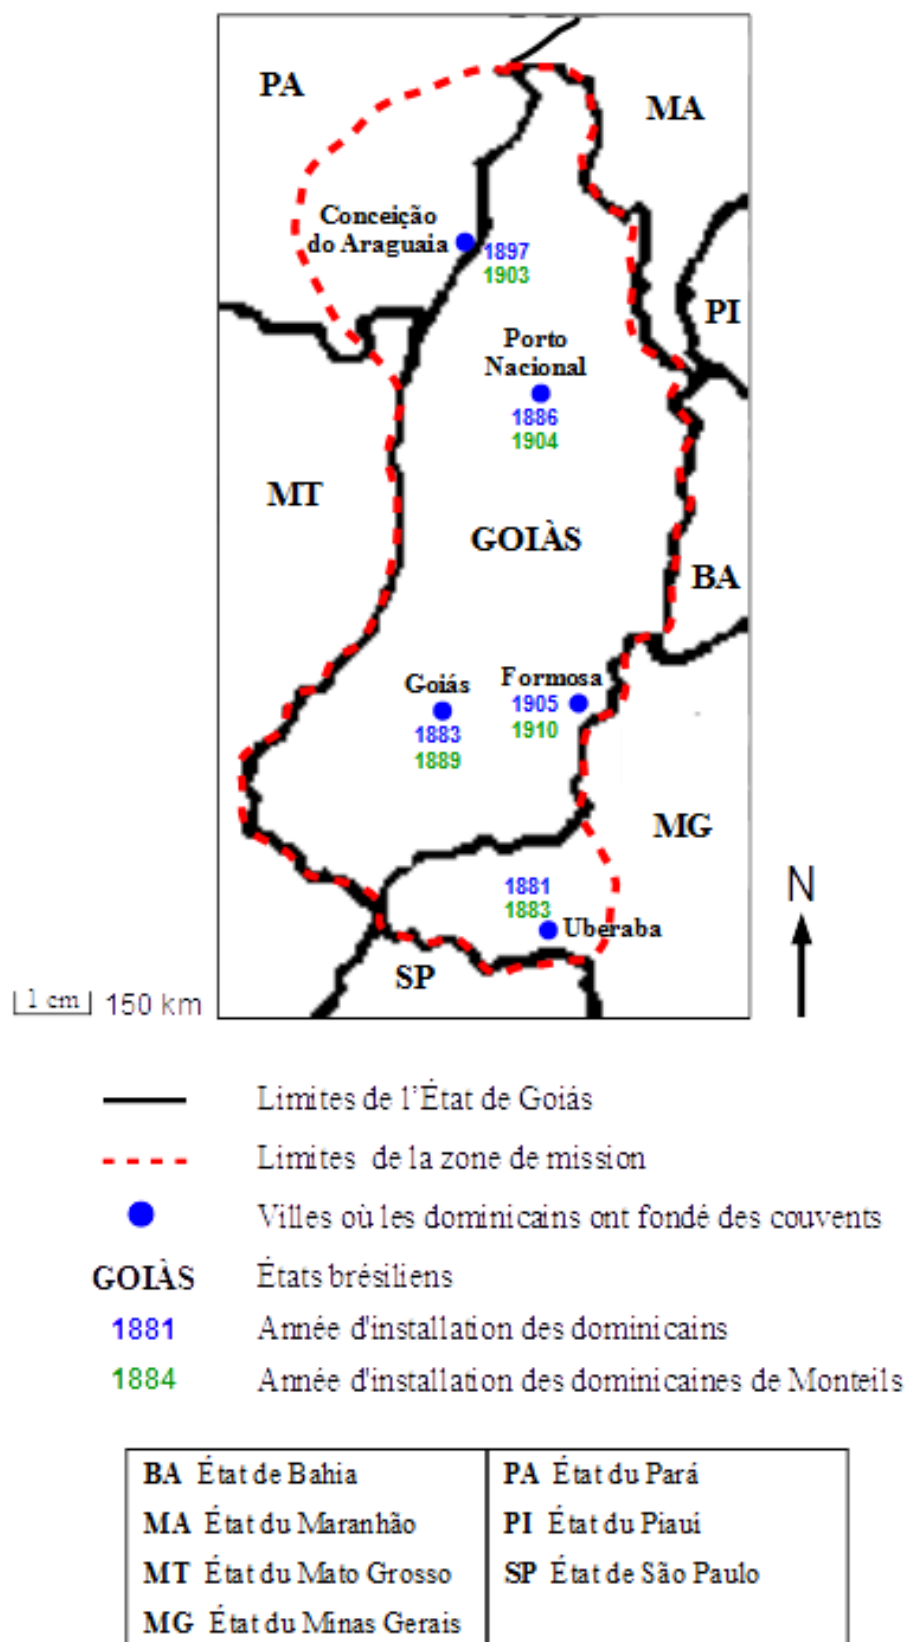 PA
MA
Conceição
do Araguaia
1897
1903
PI
Porto
Nacional
1886
1904
MT
GOIÀS
BA
Goiás
1883
1889
Formosa
1905
1910
MG
1881
1883
Uberaba
SP
N
1 cm 150 km
Limites de l'État de Goiás
Limites de la zone de mission
Villes où les dominicains ont fondé des couvents
GOIÀS États brésiliens
1881 Année d'installation des dominicains
1884 Année d'installation des dominicaines de Monteils
BA État de Bahia
PA État du Pará
MA État du Maranhão
PI État du Piauí
MT État du Mato Grosso
SP État de São Paulo
MG État du Minas Gerais